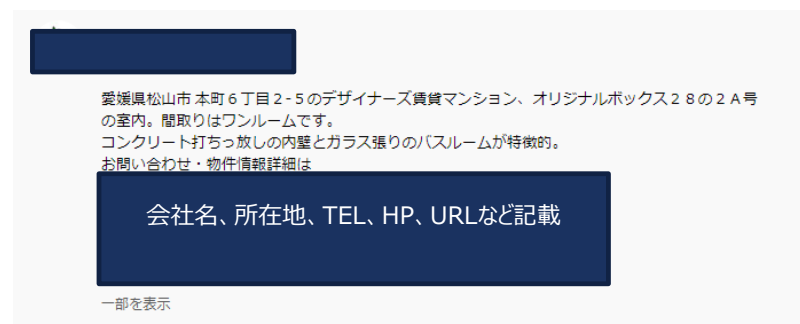 愛媛県松山市 本町６丁目２-５のデザイナーズ賃貸マンション、オリジナルボックス２８の２Ａ号
の室内。間取りはワンルームです。
コンクリート打ちっ放しの内壁とガラス張りのバスルームが特徴的。
お問い合わせ・物件情報詳細は
会社名、所在地、TEL、HP、URLなど記載
一部を表示